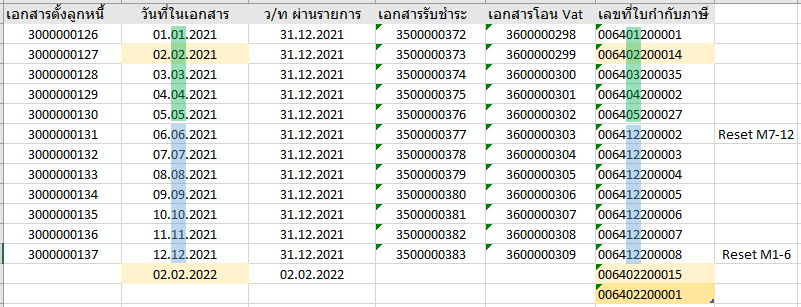 เอกสารตั้งลูกหนี้ วันที่ในเอกสาร ว/ท ผ่านรายการ เอกสารรับชำระ เอกสารโอน Vat เลขที่ใบกำกับภาษี
3000000126 01.01.2021 31.12.2021 3500000372 3600000298 006401200001
3000000127 02.02.2021 31.12.2021 3500000373 3600000299 006402200014
3000000128 03.03.2021 31.12.2021 3500000374 3600000300 006403200035
3000000129 04.04.2021 31.12.2021 3500000375 3600000301 006404200002
3000000130 05.05.2021 31.12.2021 3500000376 3600000302 006405200027
3000000131 06.06.2021 31.12.2021 3500000377 3600000303 006412200002 Reset M7-12
3000000132 07.07.2021 31.12.2021 3500000378 3600000304 006412200003
3000000133 08.08.2021 31.12.2021 3500000379 3600000305 006412200004
3000000134 09.09.2021 31.12.2021 3500000380 3600000306 006412200005
3000000135 10.10.2021 31.12.2021 3500000381 3600000307 006412200006
3000000136 11.11.2021 31.12.2021 3500000382 3600000308 006412200007
3000000137 12.12.2021 31.12.2021 3500000383 3600000309 006412200008 Reset M1-6
02.02.2022 02.02.2022 006402200015
006402200001